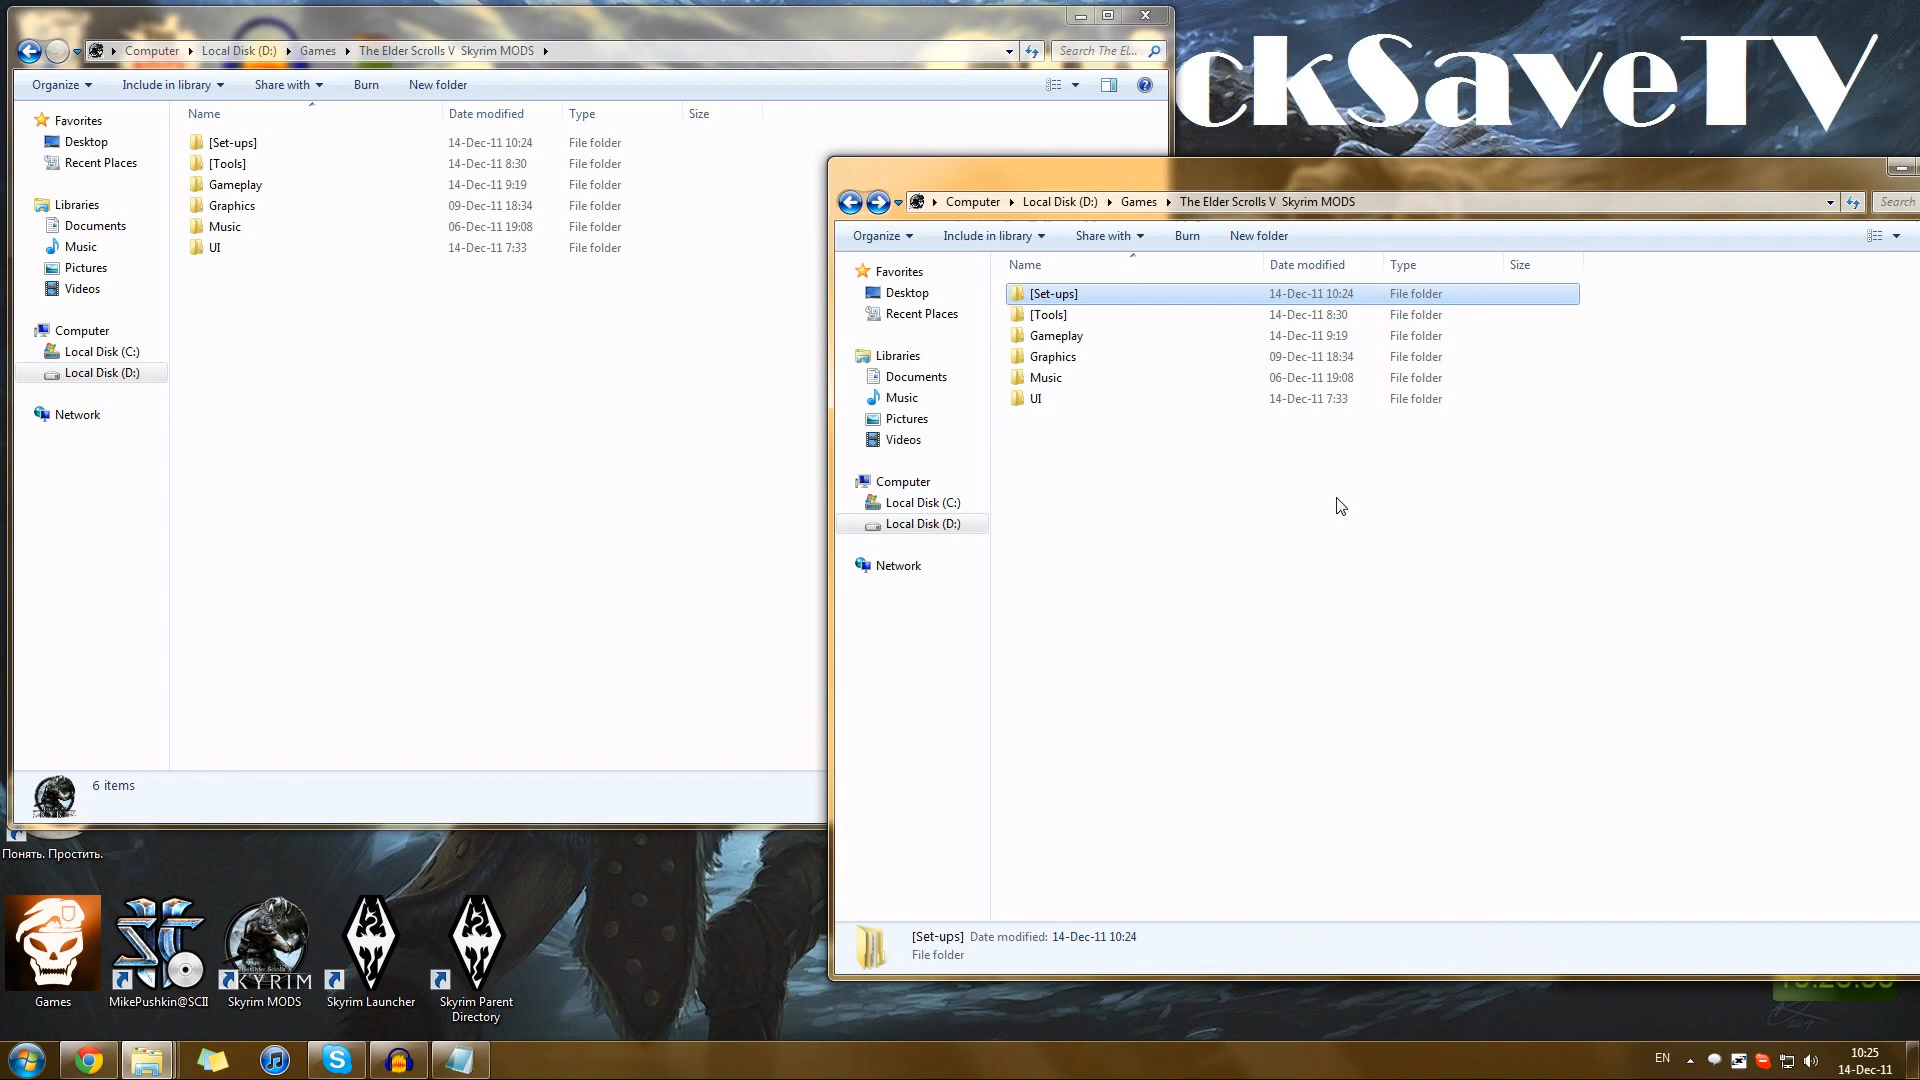 ckSaveTV
Computer Local Disk (D:) Games The Elder Scrolls V  Skyrim MODS
Search The El...
Organize Include in library Share with Burn New folder
Name Date modified Type Size
[Set-ups] 14-Dec-11 10:24 File folder
[Tools] 14-Dec-11 8:30 File folder
Gameplay 14-Dec-11 9:19 File folder
Graphics 09-Dec-11 18:34 File folder
Music 06-Dec-11 19:08 File folder
UI 14-Dec-11 7:33 File folder
Favorites
Desktop
Recent Places
Libraries
Documents
Music
Pictures
Videos
Computer
Local Disk (C:)
Local Disk (D:)
Network
6 items
Computer Local Disk (D:) Games The Elder Scrolls V  Skyrim MODS
Search
Organize Include in library Share with Burn New folder
Name Date modified Type Size
[Set-ups] 14-Dec-11 10:24 File folder
[Tools] 14-Dec-11 8:30 File folder
Gameplay 14-Dec-11 9:19 File folder
Graphics 09-Dec-11 18:34 File folder
Music 06-Dec-11 19:08 File folder
UI 14-Dec-11 7:33 File folder
Favorites
Desktop
Recent Places
Libraries
Documents
Music
Pictures
Videos
Computer
Local Disk (C:)
Local Disk (D:)
Network
[Set-ups] Date modified: 14-Dec-11 10:24
File folder
Понять. Простить.
Games
MikePushkin@SCII
Skyrim MODS
Skyrim Launcher
Skyrim Parent
Directory
EN
10:25
14-Dec-11